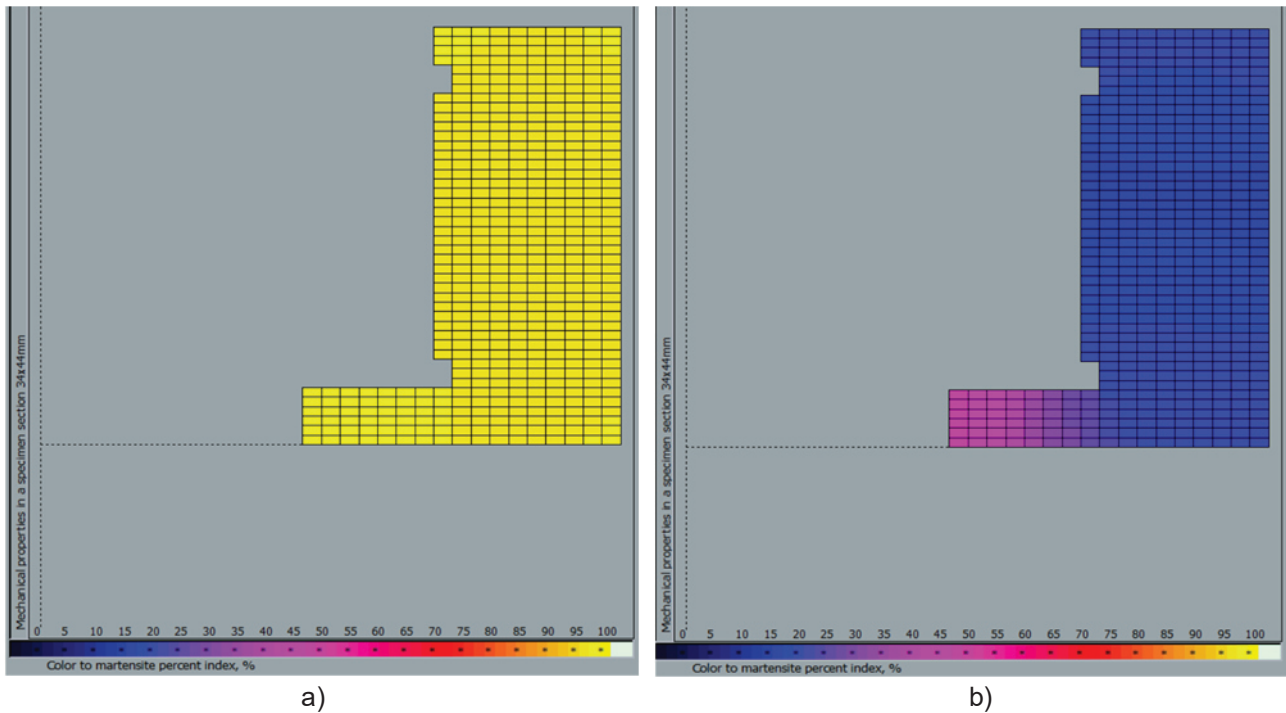 Mechanical properties in a specimen section 34x44mm
0 5 10 15 20 25 30 35 40 45 50 55 60 65 70 75 80 85 90 95 100
Color to martensite percent index, %
a)
Mechanical properties in a specimen section 34x44mm
0 5 10 15 20 25 30 35 40 45 50 55 60 65 70 75 80 85 90 95 100
Color to martensite percent index, %
b)